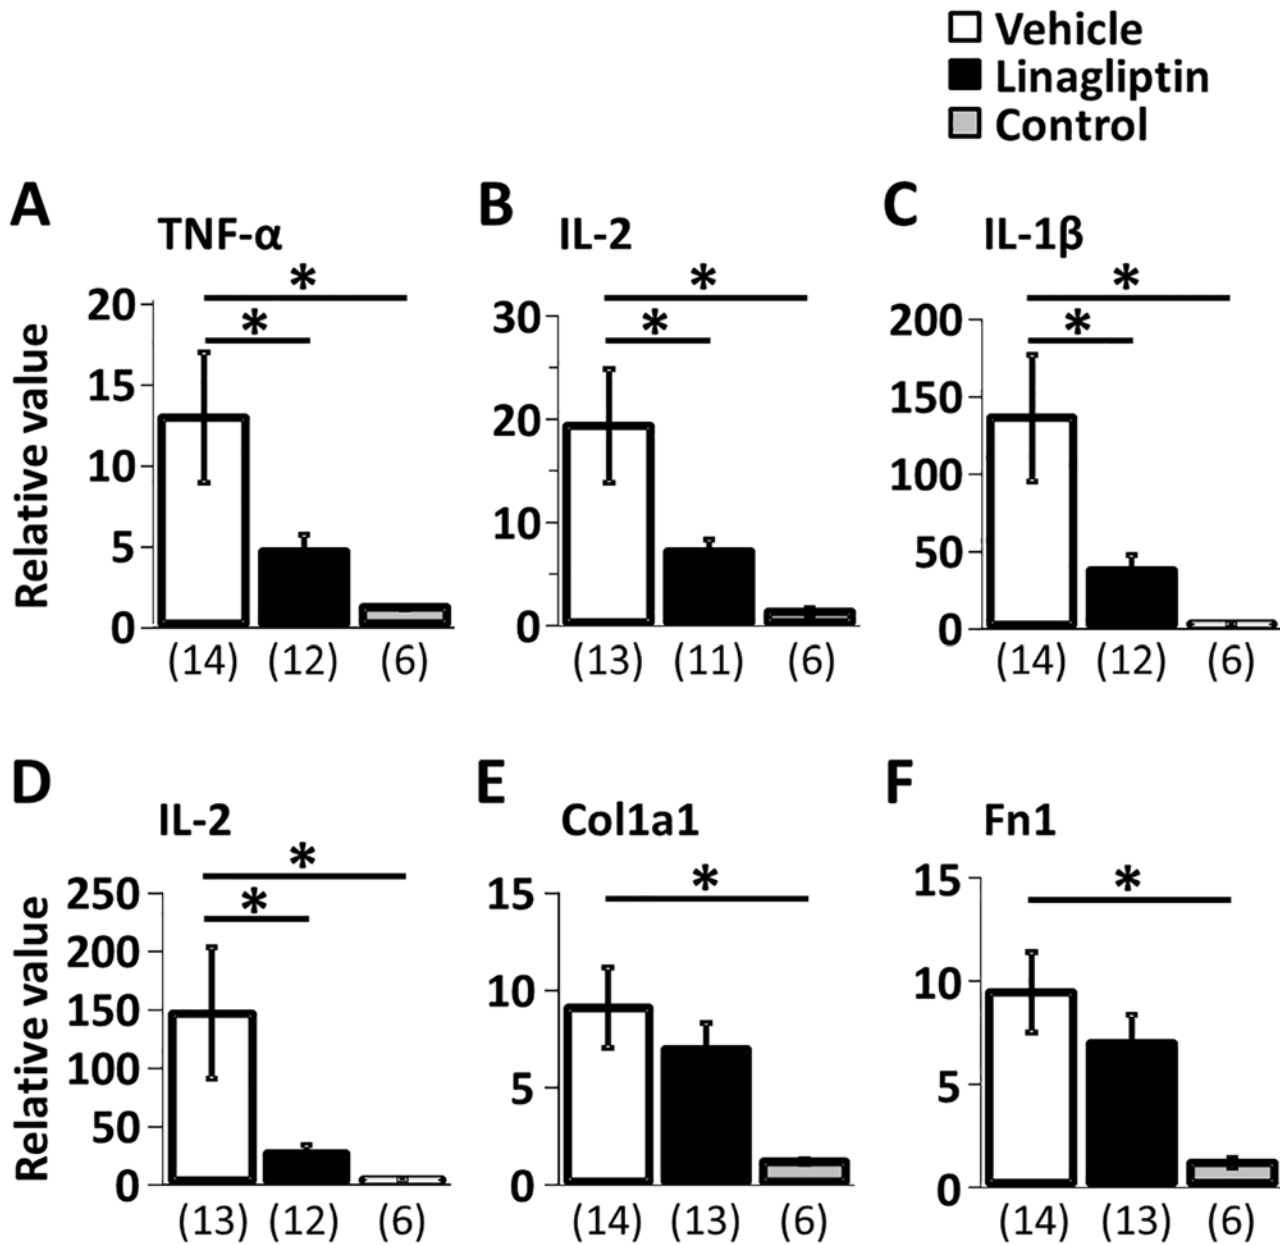 Vehicle
Linagliptin
Control
A
TNF-α
*
*
20
15
10
5
0
Relative value
(14) (12) (6)
B
IL-2
*
*
30
20
10
0
(13) (11) (6)
C
IL-1β
*
*
200
150
100
50
0
(14) (12) (6)
D
IL-2
*
*
250
200
150
100
50
0
Relative value
(13) (12) (6)
E
Col1a1
*
15
10
5
0
(14) (13) (6)
F
Fn1
*
15
10
5
0
(14) (13) (6)